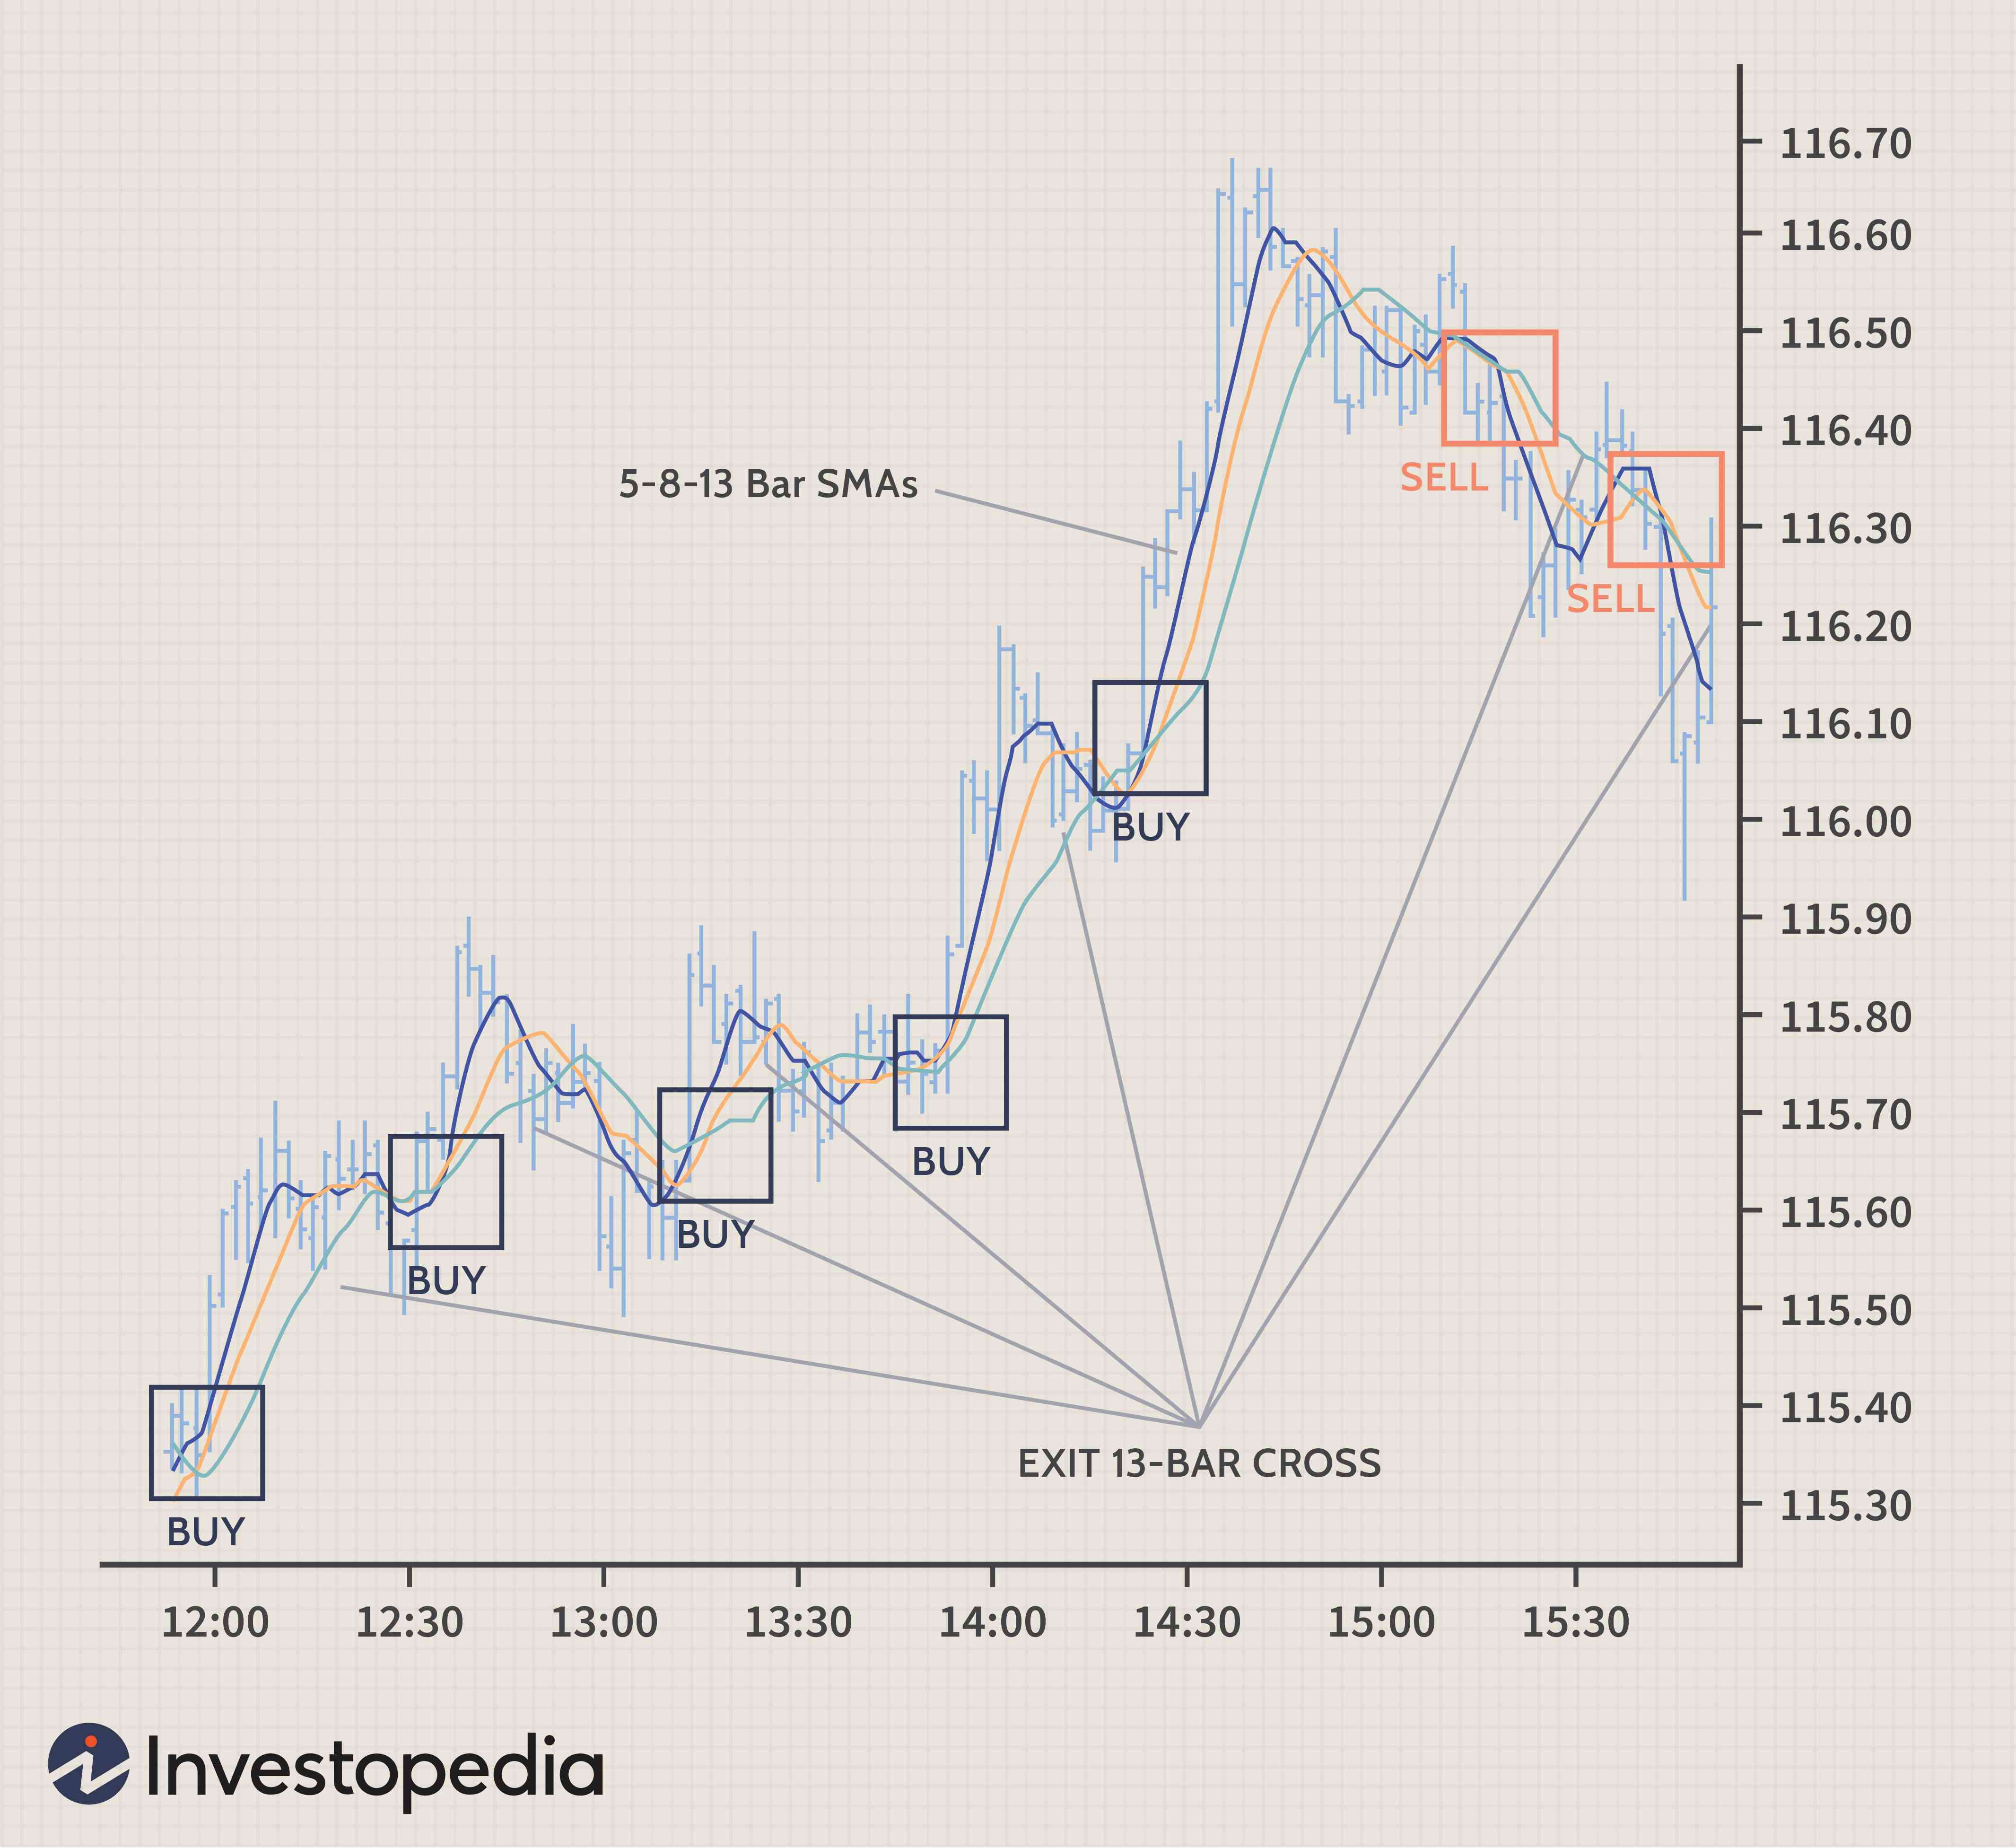 116.70
116.60
116.50
116.40
SELL
5-8-13 Bar SMAs
116.30
SELL
116.20
116.10
116.00
BUY
115.90
115.80
115.70
BUY
115.60
BUY
BUY
115.50
115.40
EXIT 13-BAR CROSS
115.30
BUY
12:00 12:30 13:00 13:30 14:00 14:30 15:00 15:30
Investopedia